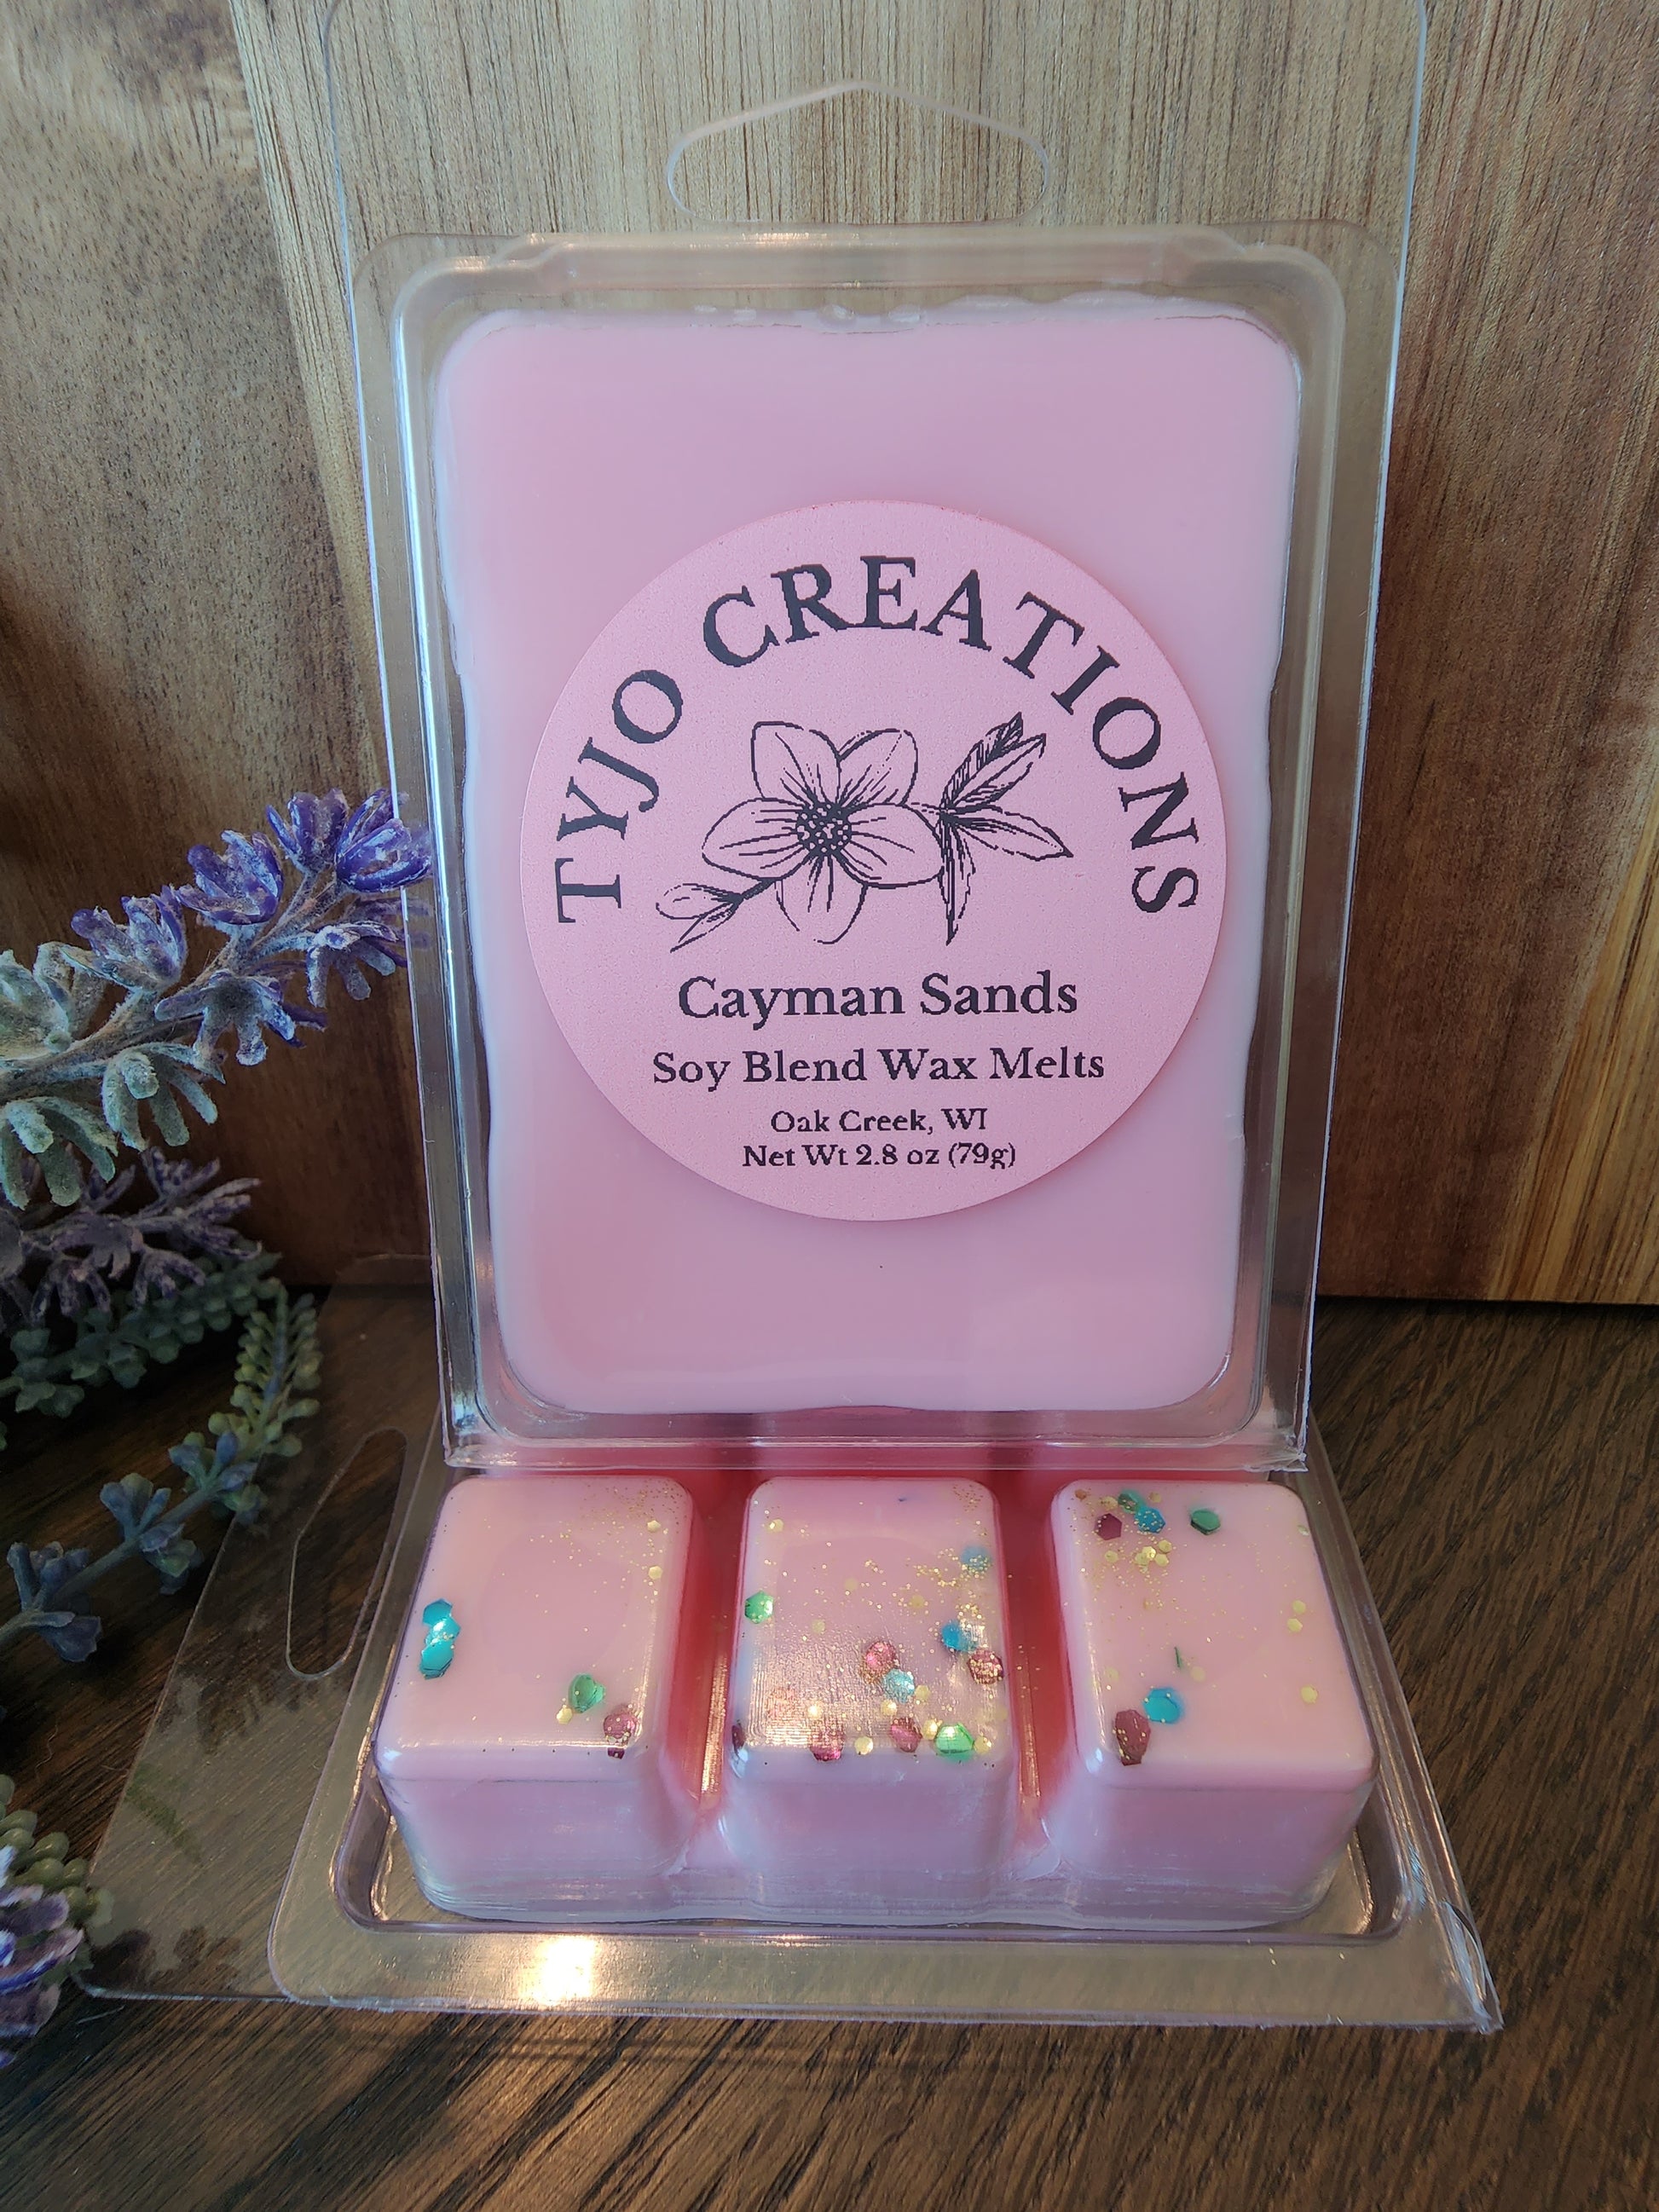 TYJO CREATIONS
Cayman Sands
Soy Blend Wax Melts
Oak Creek, WI
Net Wt 2.8 oz (79g)